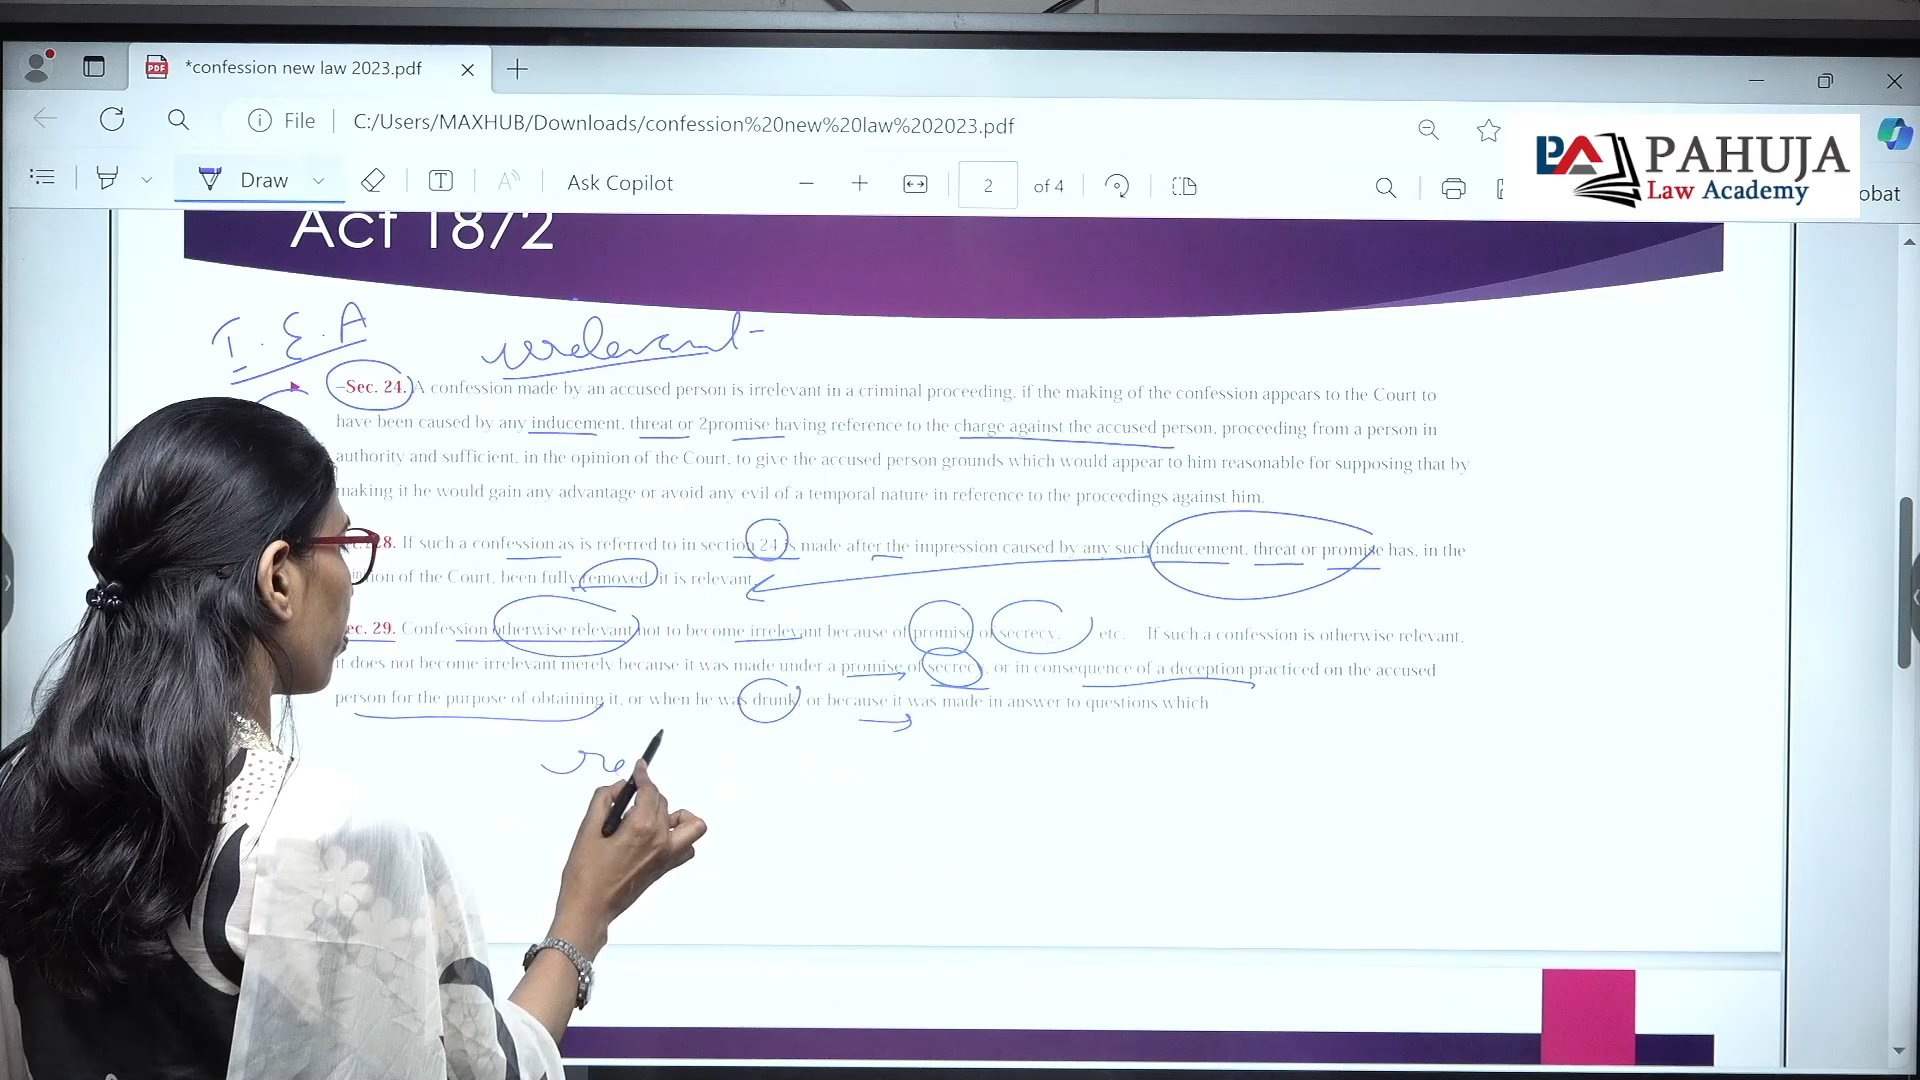 *confession new law 2023.pdf
File C:/Users/MAXHUB/Downloads/confession%20new%20law%202023.pdf
PAHUJA
Law Academy
Draw Ask Copilot 2 of 4
obat
Act 1872
I.E.A irrelevant-
–Sec. 24. A confession made by an accused person is irrelevant in a criminal proceeding, if the making of the confession appears to the Court to
have been caused by any inducement, threat or 2promise having reference to the charge against the accused person, proceeding from a person in
authority and sufficient, in the opinion of the Court, to give the accused person grounds which would appear to him reasonable for supposing that by
making it he would gain any advantage or avoid any evil of a temporal nature in reference to the proceedings against him.
28. If such a confession as is referred to in section 24 is made after the impression caused by any such inducement, threat or promise has, in the
of the Court, been fully removed it is relevant.
ec. 29. Confession otherwise relevant not to become irrelevant because of promise of secrecy, etc. If such a confession is otherwise relevant,
it does not become irrelevant merely because it was made under a promise of secrecy, or in consequence of a deception practiced on the accused
person for the purpose of obtaining it, or when he was drunk, or because it was made in answer to questions which
re